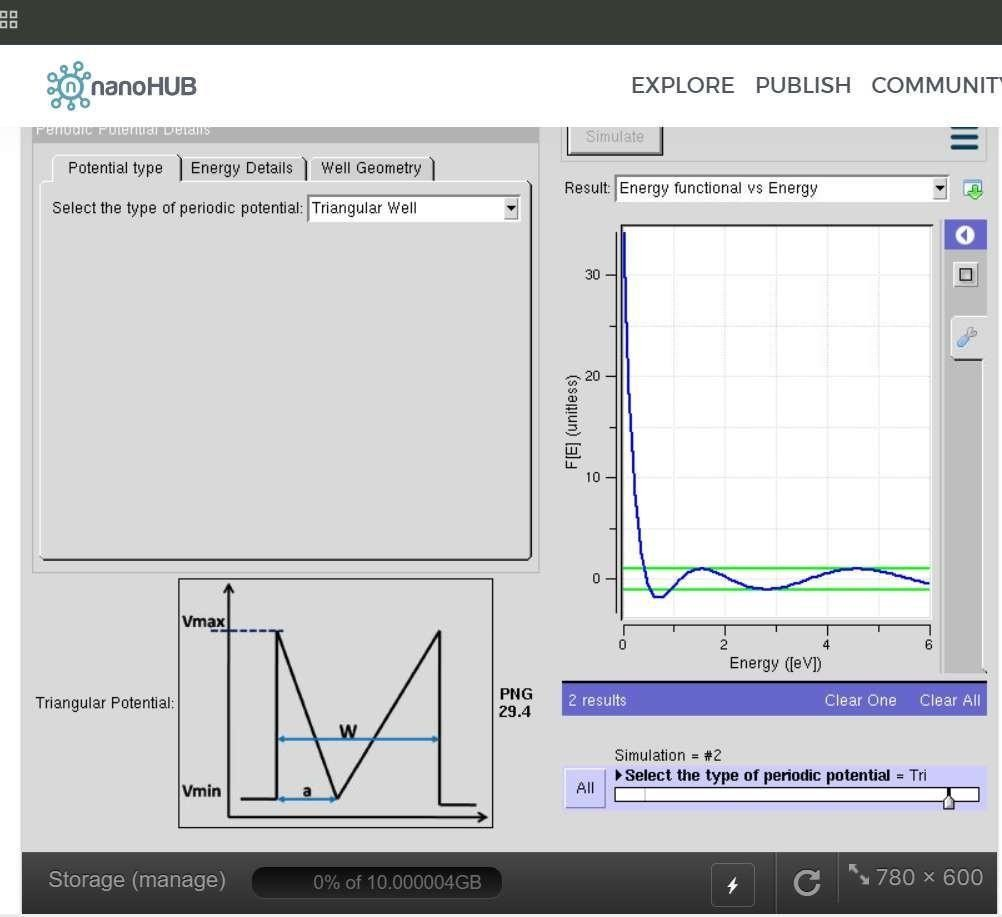 nanoHUB
EXPLORE PUBLISH COMMUNITY
Periodic Potential Details
Simulate
Potential type Energy Details Well Geometry
Select the type of periodic potential: Triangular Well
Result: Energy functional vs Energy
30
20
10
0
F[E] (unitless)
0 2 4 6
Energy ([eV])
2 results Clear One Clear All
Triangular Potential:
Vmax
W
Vmin
a
PNG
29.4
Simulation = #2
All
Select the type of periodic potential = Tri
Storage (manage) 0% of 10.000004GB 780 × 600